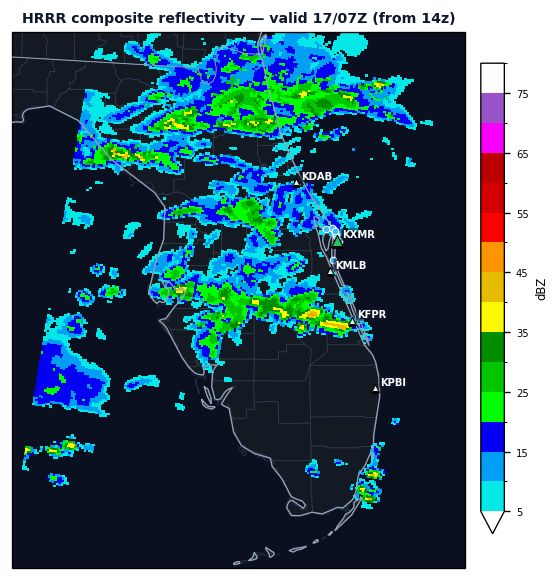 HRRR composite reflectivity — valid 17/07Z (from 14z)
KDAB
KXMR
KMLB
KFPR
KPBI
75
65
55
45
35
25
15
5
dBZ